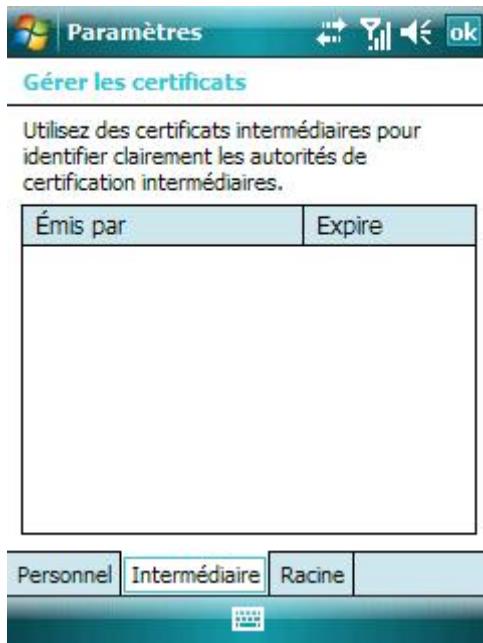 Paramètres ok
Gérer les certificats
Utilisez des certificats intermédiaires pour
identifier clairement les autorités de
certification intermédiaires.
Émis par Expire
Personnel Intermédiaire Racine